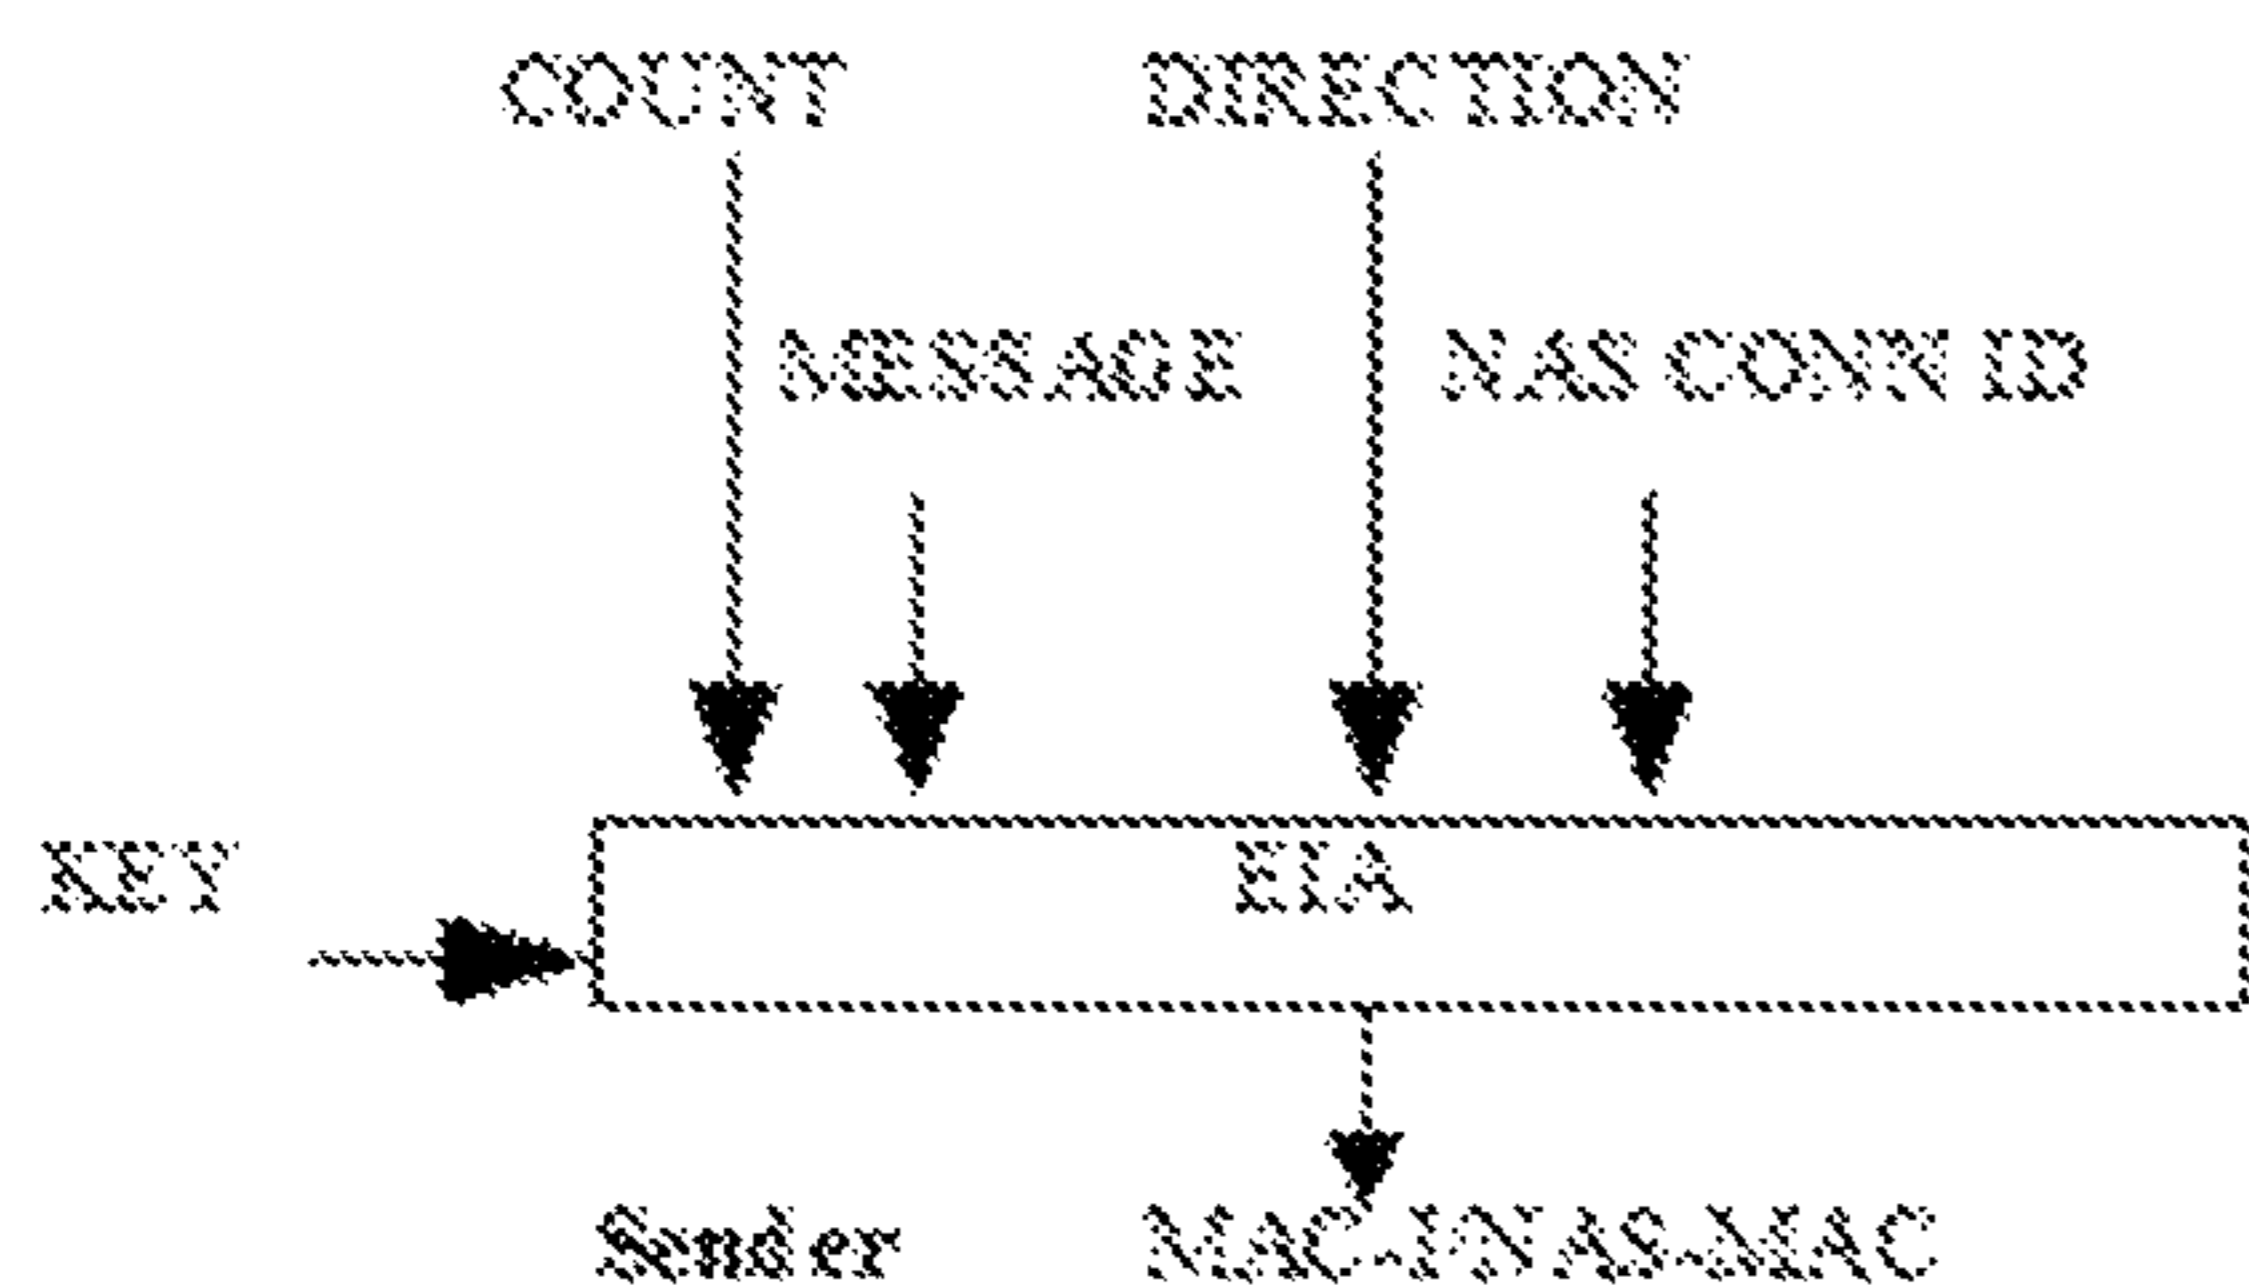 COUNT DIRECTION
MESSAGE NAS CONN ID
KEY
EIA
Sender MAC-I/NAS-MAC